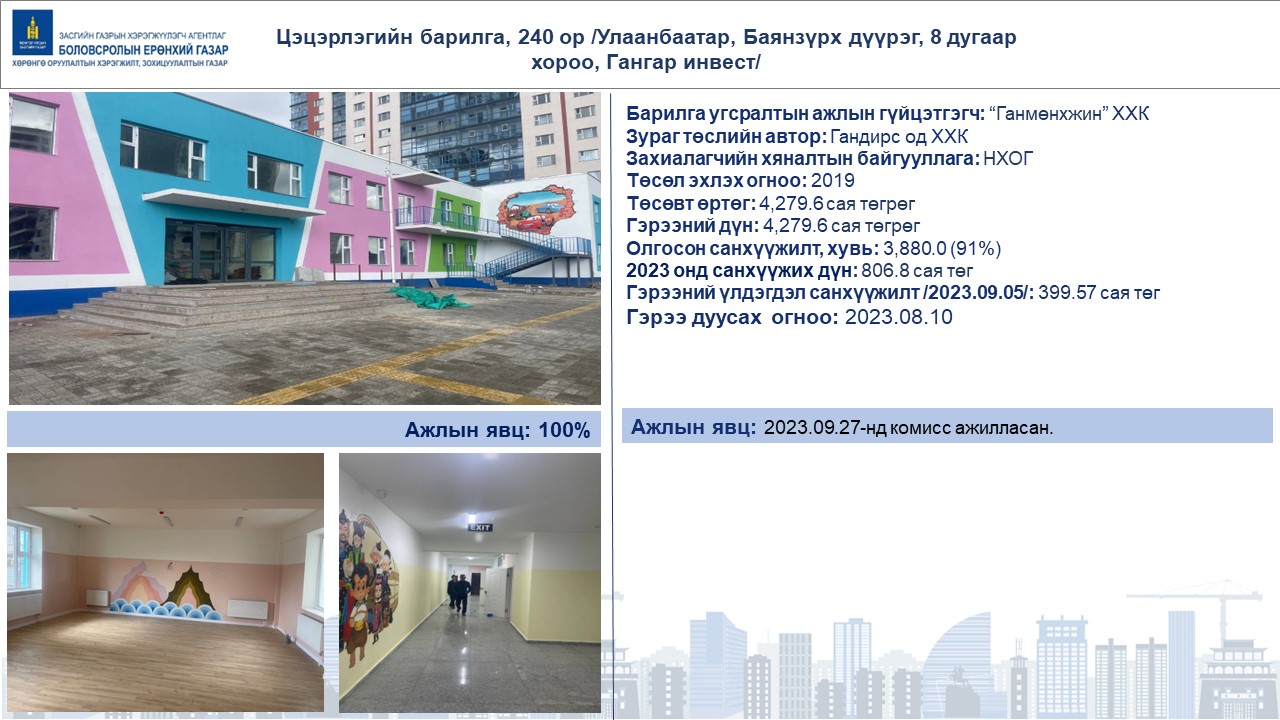 ЗАСГИЙН ГАЗРЫН ХЭРЭГЖҮҮЛЭГЧ АГЕНТЛАГ
БОЛОВСРОЛЫН ЕРӨНХИЙ ГАЗАР
ХӨРӨНГӨ ОРУУЛАЛТЫН ХЭРЭГЖИЛТ, ЗОХИЦУУЛАЛТЫН ГАЗАР
Цэцэрлэгийн барилга, 240 ор /Улаанбаатар, Баянзүрх дүүрэг, 8 дугаар
хороо, Гангар инвест/
Барилга угсралтын ажлын гүйцэтгэгч: “Ганмөнхжин” ХХК
Зураг төслийн автор: Гандирс од ХХК
Захиалагчийн хяналтын байгууллага: НХОГ
Төсөл эхлэх огноо: 2019
Төсөвт өртөг: 4,279.6 сая төгрөг
Гэрээний дүн: 4,279.6 сая төгрөг
Олгосон санхүүжилт, хувь: 3,880.0 (91%)
2023 онд санхүүжих дүн: 806.8 сая төг
Гэрээний үлдэгдэл санхүүжилт /2023.09.05/: 399.57 сая төг
Гэрээ дуусах огноо: 2023.08.10
Ажлын явц: 100%
Ажлын явц: 2023.09.27-нд комисс ажилласан.
EXIT